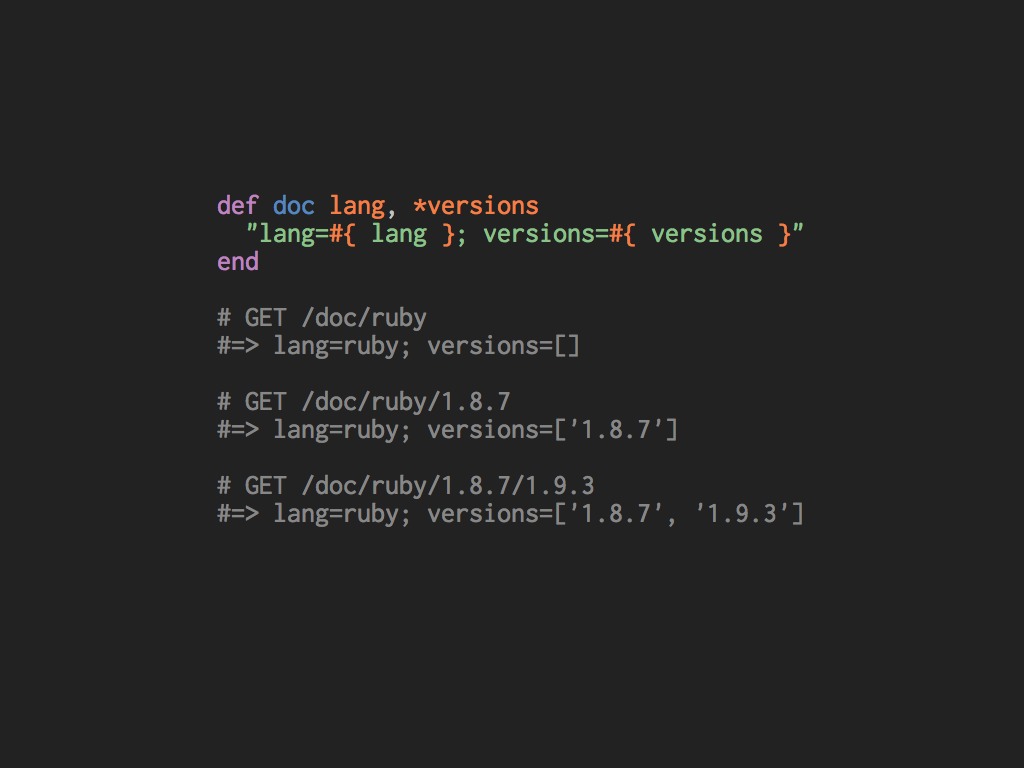 def doc lang, *versions
"lang=#{ lang }; versions=#{ versions }"
end
# GET /doc/ruby
#=> lang=ruby; versions=[]
# GET /doc/ruby/1.8.7
#=> lang=ruby; versions=['1.8.7']
# GET /doc/ruby/1.8.7/1.9.3
#=> lang=ruby; versions=['1.8.7', '1.9.3']